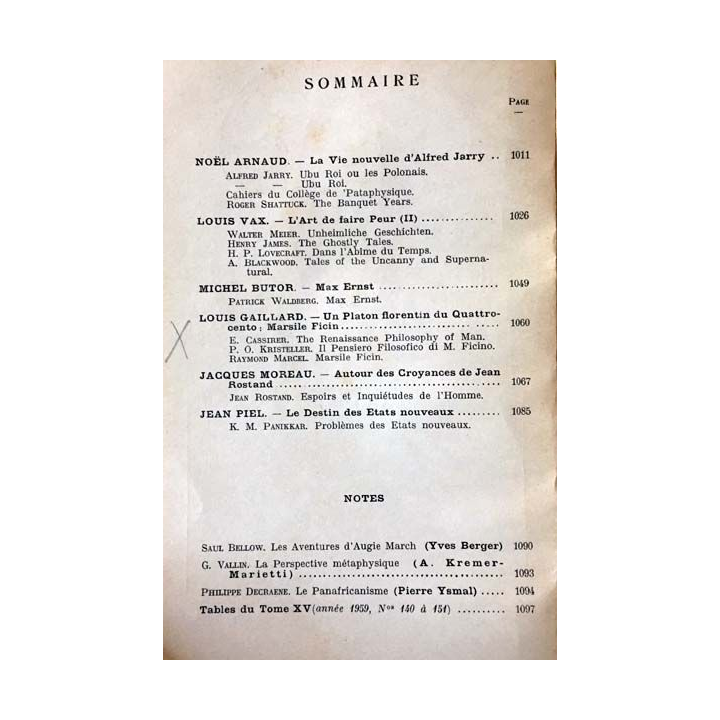 SOMMAIRE
PAGE
NOËL ARNAUD. — La Vie nouvelle d'Alfred Jarry .. 1011
ALFRED JARRY. Ubu Roi ou les Polonais.
— — Ubu Roi.
Cahiers du Collège de 'Pataphysique.
ROGER SHATTUCK. The Banquet Years.
LOUIS VAX. — L'Art de faire Peur (II) .............. 1026
WALTER MEIER. Unheimliche Geschichten.
HENRY JAMES. The Ghostly Tales.
H. P. LOVECRAFT. Dans l'Abîme du Temps.
A. BLACKWOOD. Tales of the Uncanny and Superna-
tural.
MICHEL BUTOR. — Max Ernst ...................... 1049
PATRICK WALDBERG. Max Ernst.
LOUIS GAILLARD. — Un Platon florentin du Quattro-
cento : Marsile Ficin............................ 1060
E. CASSIRER. The Renaissance Philosophy of Man.
P. O. KRISTELLER. Il Pensiero Filosofico di M. Ficino.
RAYMOND MARCEL. Marsile Ficin.
JACQUES MOREAU. — Autour des Croyances de Jean
Rostand ........................................ 1067
JEAN ROSTAND. Espoirs et Inquiétudes de l'Homme.
JEAN PIEL. — Le Destin des Etats nouveaux ......... 1085
K. M. PANIKKAR. Problèmes des Etats nouveaux.
NOTES
SAUL BELLOW. Les Aventures d'Augie March (Yves Berger) 1090
G. VALLIN. La Perspective métaphysique (A. Kremer-
Marietti) ...................................... 1093
PHILIPPE DECRAENE. Le Panafricanisme (Pierre Ysmal) ..... 1094
Tables du Tome XV (année 1959, Nos 140 à 151) .......... 1097